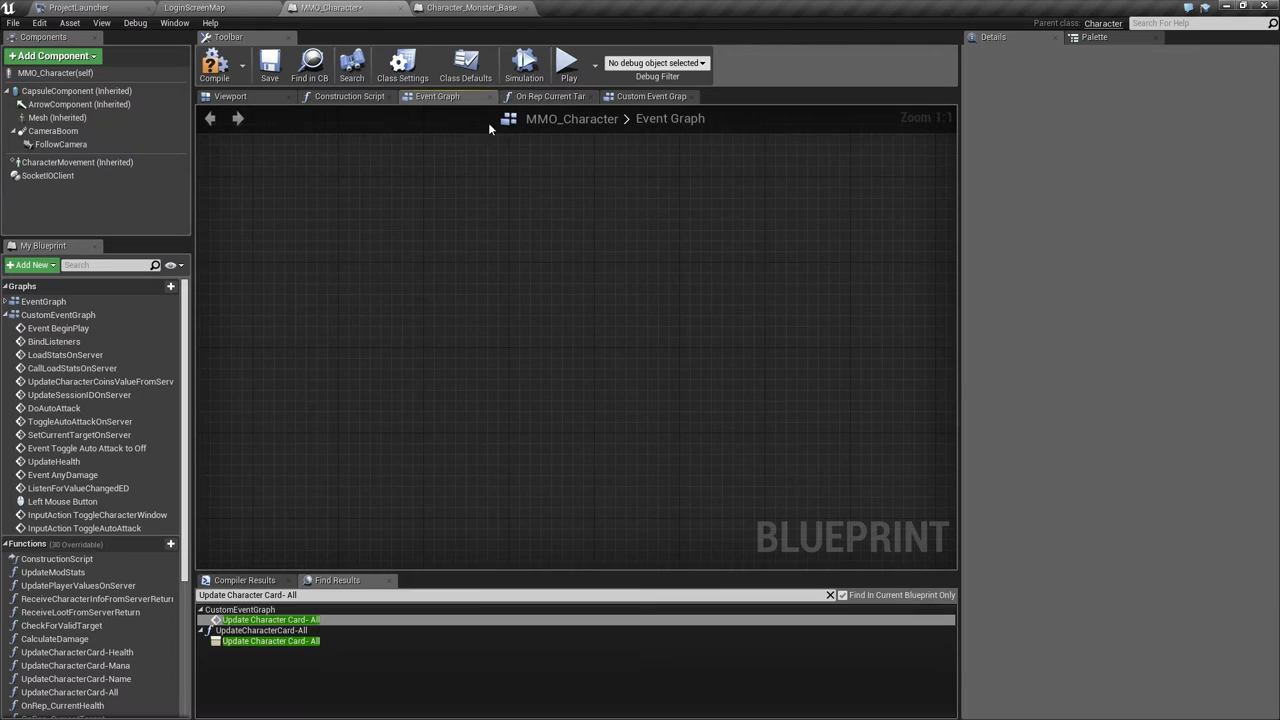 ProjectLauncher
LoginScreenMap
MMO_Character*
Character_Monster_Base
File Edit Asset View Debug Window Help
Parent class: Character
Search For Help
Components
Toolbar
Details
Palette
+Add Component
MMO_Character(self)
CapsuleComponent (Inherited)
ArrowComponent (Inherited)
Mesh (Inherited)
CameraBoom
FollowCamera
CharacterMovement (Inherited)
SocketIOClient
Compile
Save
Find in CB
Search
Class Settings
Class Defaults
Simulation
Play
No debug object selected
Debug Filter
Viewport
Construction Script
Event Graph
On Rep Current Tar
Custom Event Grap
MMO_Character > Event Graph
Zoom 1:1
BLUEPRINT
My Blueprint
+Add New
Search
Graphs
EventGraph
CustomEventGraph
Event BeginPlay
BindListeners
LoadStatsOnServer
CallLoadStatsOnServer
UpdateCharacterCoinsValueFromServ
UpdateSessionIDOnServer
DoAutoAttack
ToggleAutoAttackOnServer
SetCurrentTargetOnServer
Event Toggle Auto Attack to Off
UpdateHealth
Event AnyDamage
ListenForValueChangedED
Left Mouse Button
InputAction ToggleCharacterWindow
InputAction ToggleAutoAttack
Functions (30 Overridable)
ConstructionScript
UpdateModStats
UpdatePlayerValuesOnServer
ReceiveCharacterInfoFromServerReturn
ReceiveLootFromServerReturn
CheckForValidTarget
CalculateDamage
UpdateCharacterCard-Health
UpdateCharacterCard-Mana
UpdateCharacterCard-Name
UpdateCharacterCard-All
OnRep_CurrentHealth
Compiler Results
Find Results
Update Character Card- All
Find In Current Blueprint Only
CustomEventGraph
Update Character Card- All
UpdateCharacterCard-All
Update Character Card- All